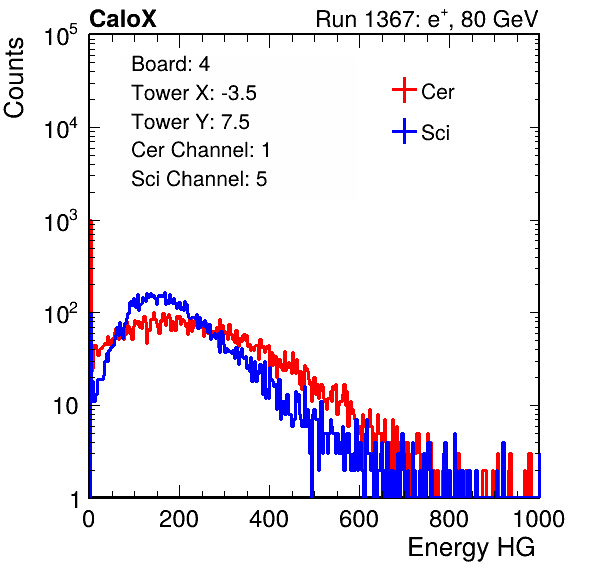 CaloX Run 1367: e⁺, 80 GeV
Counts
Board: 4
Tower X: -3.5
Tower Y: 7.5
Cer Channel: 1
Sci Channel: 5
Cer
Sci
10⁵
10⁴
10³
10²
10
1
0 200 400 600 800 1000
Energy HG